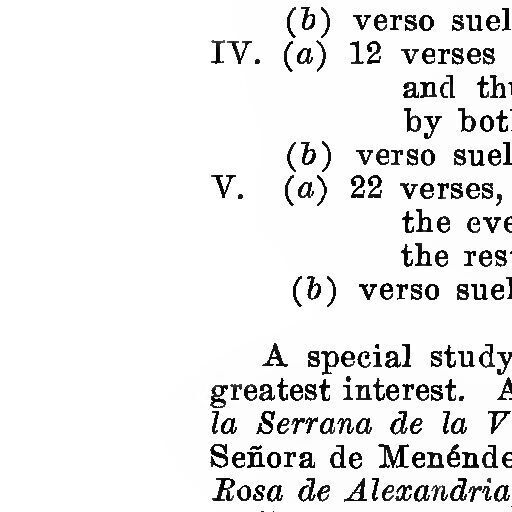 (b) verso suel
IV. (a) 12 verses
and thu
by bot
(b) verso suel
V. (a) 22 verses,
the eve
the res
(b) verso suel
A special study
greatest interest. A
la Serrana de la V
Señora de Menénde
Rosa de Alexandria